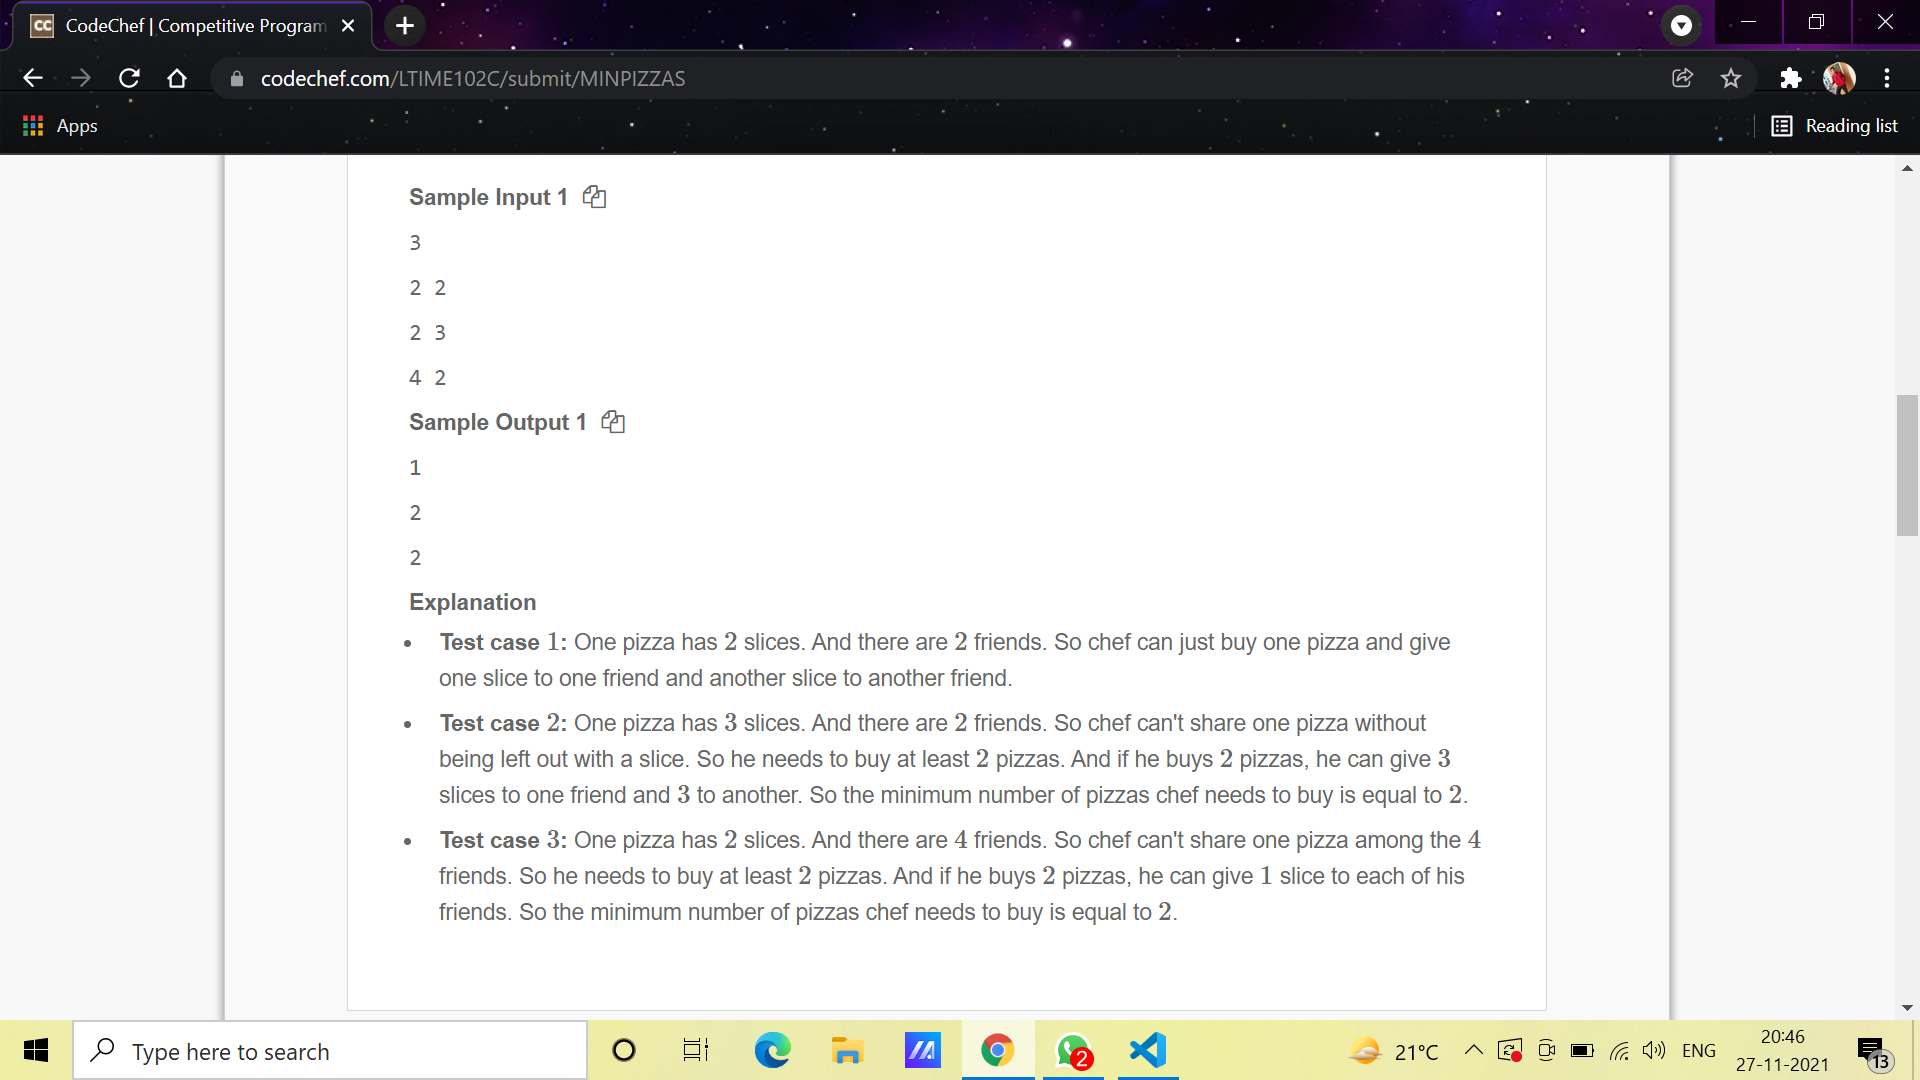 CodeChef | Competitive Program
codechef.com/LTIME102C/submit/MINPIZZAS
Apps
Reading list
Sample Input 1
3
2 2
2 3
4 2
Sample Output 1
1
2
2
Explanation
• Test case 1: One pizza has 2 slices. And there are 2 friends. So chef can just buy one pizza and give
one slice to one friend and another slice to another friend.
• Test case 2: One pizza has 3 slices. And there are 2 friends. So chef can't share one pizza without
being left out with a slice. So he needs to buy at least 2 pizzas. And if he buys 2 pizzas, he can give 3
slices to one friend and 3 to another. So the minimum number of pizzas chef needs to buy is equal to 2.
• Test case 3: One pizza has 2 slices. And there are 4 friends. So chef can't share one pizza among the 4
friends. So he needs to buy at least 2 pizzas. And if he buys 2 pizzas, he can give 1 slice to each of his
friends. So the minimum number of pizzas chef needs to buy is equal to 2.
Type here to search
2
21°C
ENG
20:46
27-11-2021
13